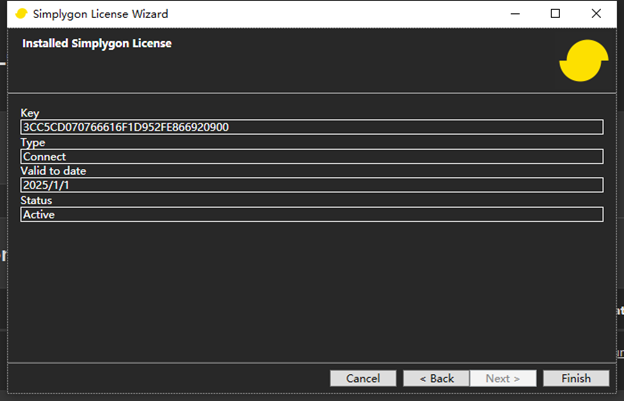 Simplygon License Wizard
Installed Simplygon License
Key
3CC5CD070766616F1D952FE866920900
Type
Connect
Valid to date
2025/1/1
Status
Active
Cancel
< Back
Next >
Finish